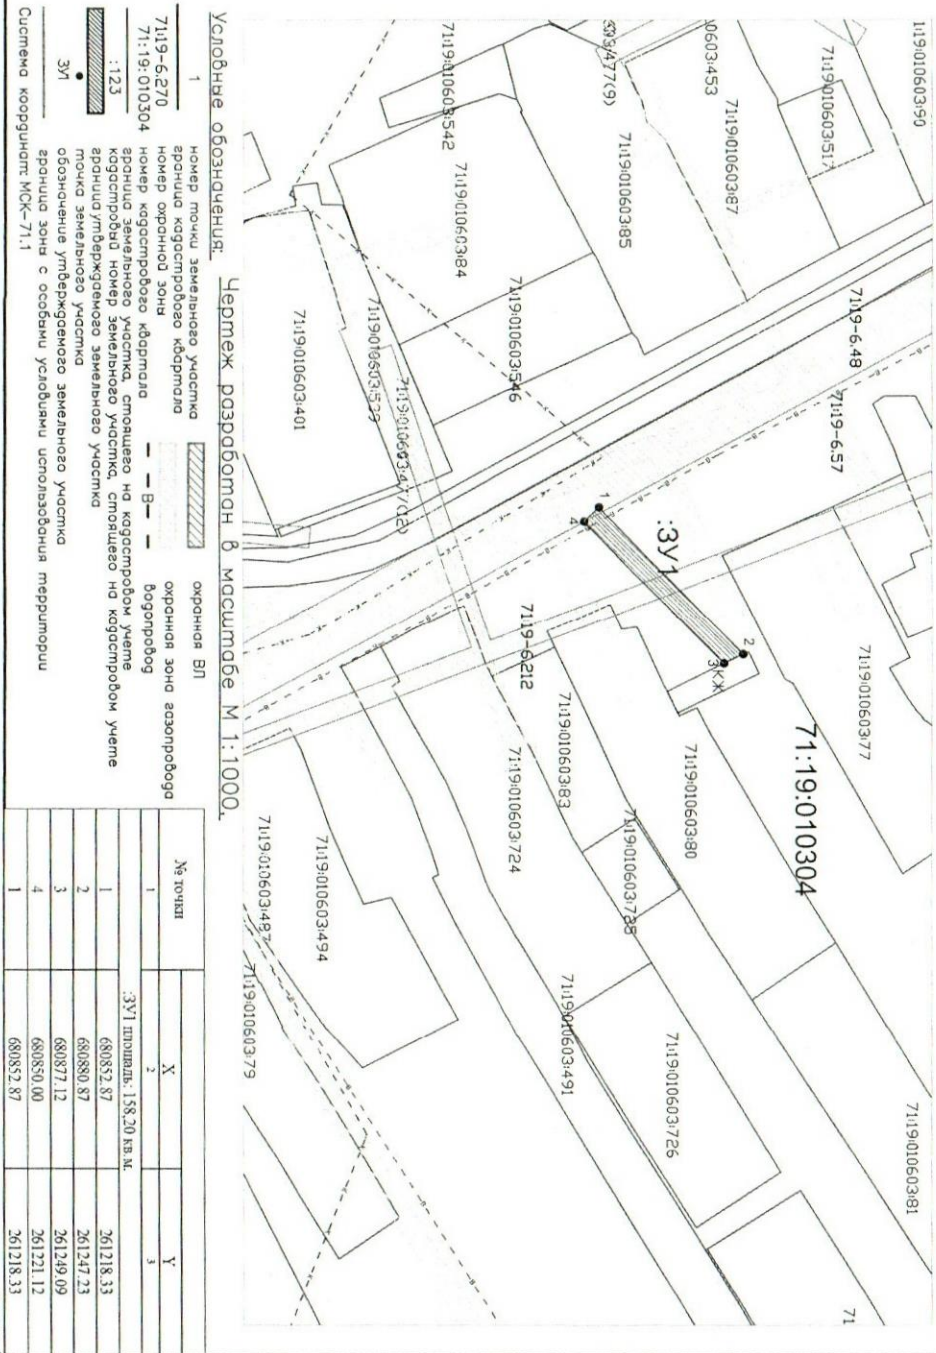 1:19:010603:90
71:19:010603:517
0603:453
71:19:010603:87
71:19:010603:85
71:19:010603:542
71:19:010603:84
71:19:010603:546
71:19:010603:401
71:19-6.48
71:19-6.57
:ЗУ1
1
2
3
4
КЖ
71:19:010304
71:19:010603:77
71:19-6.212
71:19:010603:83
71:19:010603:80
71:19:010603:724
71:19:010603:494
71:19:010603:487
71:19:010603:79
71:19:010603:491
71:19:010603:726
71:19:010603:81
71
Чертеж разработан в масштабе М 1:1000.
Условные обозначения:
1 номер точки земельного участка
граница кадастрового квартала
71:19-6.270 номер охранной зоны
71:19:010304 номер кадастрового квартала
граница земельного участка, стоящего на кадастровом учете
:123 кадастровый номер земельного участка, стоящего на кадастровом учете
граница утверждаемого земельного участка
точка земельного участка
ЗУ1 обозначение утверждаемого земельного участка
граница зоны с особыми условиями использования территории
охранная ВЛ
охранная зона газопровода
В водопровод
Система координат: МСК-71.1
№ точки X Y
1 2 3
:ЗУ1 площадь: 158,20 кв.м.
1 680852.87 261218.33
2 680880.87 261247.23
3 680877.12 261249.09
4 680850.00 261221.12
1 680852.87 261218.33